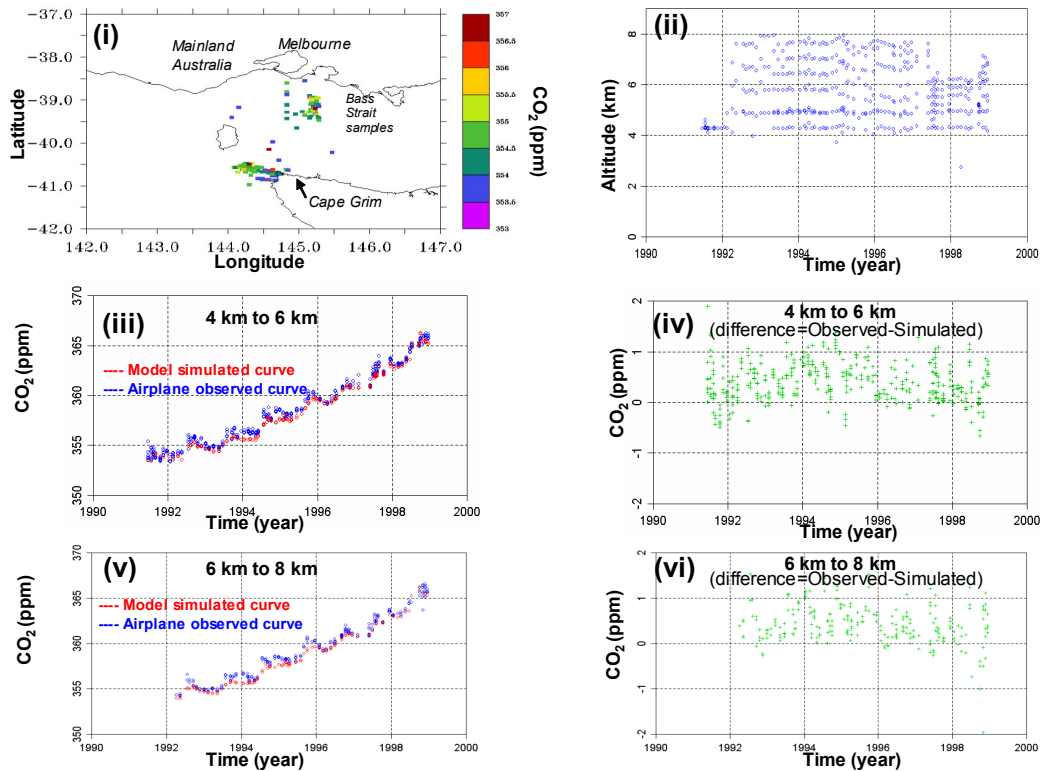 (i)
-37.0
-38.0
-39.0
-40.0
-41.0
-42.0
Latitude
Mainland
Australia
Melbourne
Bass
Strait
samples
Cape Grim
142.0 143.0 144.0 145.0 146.0 147.0
Longitude
357
356.5
356
355.5
355
354.5
354
353.5
353
CO2 (ppm)
(ii)
8
6
4
2
0
Altitude (km)
1990 1992 1994 1996 1998 2000
Time (year)
(iii)
4 km to 6 km
---- Model simulated curve
---- Airplane observed curve
370
365
360
355
350
CO2 (ppm)
1990 1992 1994 1996 1998 2000
Time (year)
(iv)
4 km to 6 km
(difference=Observed-Simulated)
2
1
0
-1
-2
CO2 (ppm)
1990 1992 1994 1996 1998 2000
Time (year)
(v)
6 km to 8 km
---- Model simulated curve
---- Airplane observed curve
370
365
360
355
350
CO2 (ppm)
1990 1992 1994 1996 1998 2000
Time (year)
(vi)
6 km to 8 km
(difference=Observed-Simulated)
2
1
0
-1
-2
CO2 (ppm)
1990 1992 1994 1996 1998 2000
Time (year)